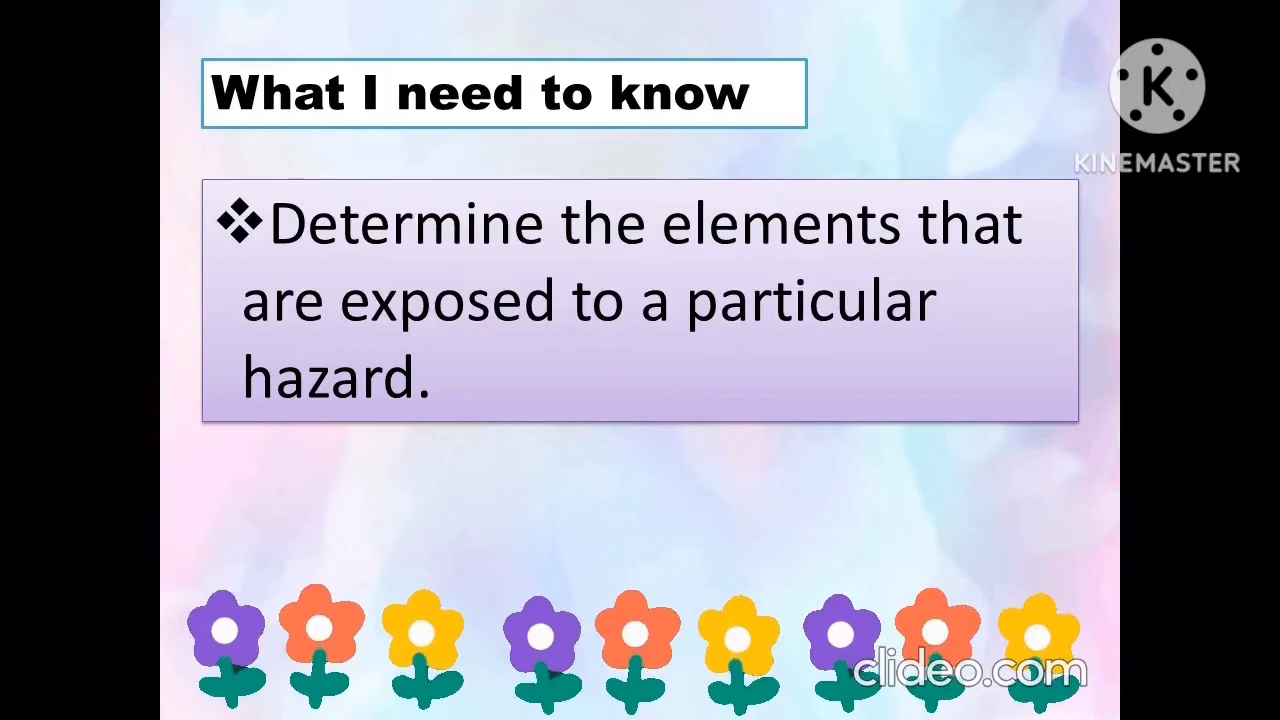 What I need to know
K
KINEMASTER
❖Determine the elements that
are exposed to a particular
hazard.
clideo.com